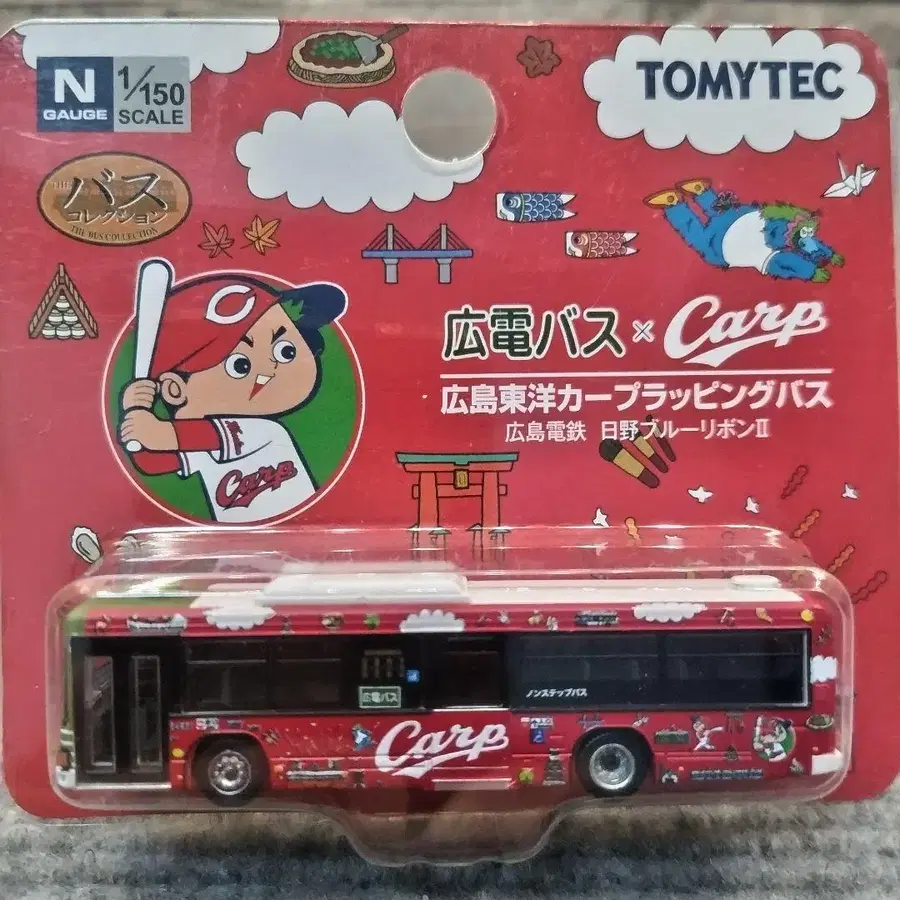 N
GAUGE
1/150
SCALE
TOMYTEC
THE
バス
コレクション
THE BUS COLLECTION
C
Carp
広電バス×Carp
広島東洋カープラッピングバス
広島電鉄 日野ブルーリボンⅡ
広電バス
ノンステップバス
Carp